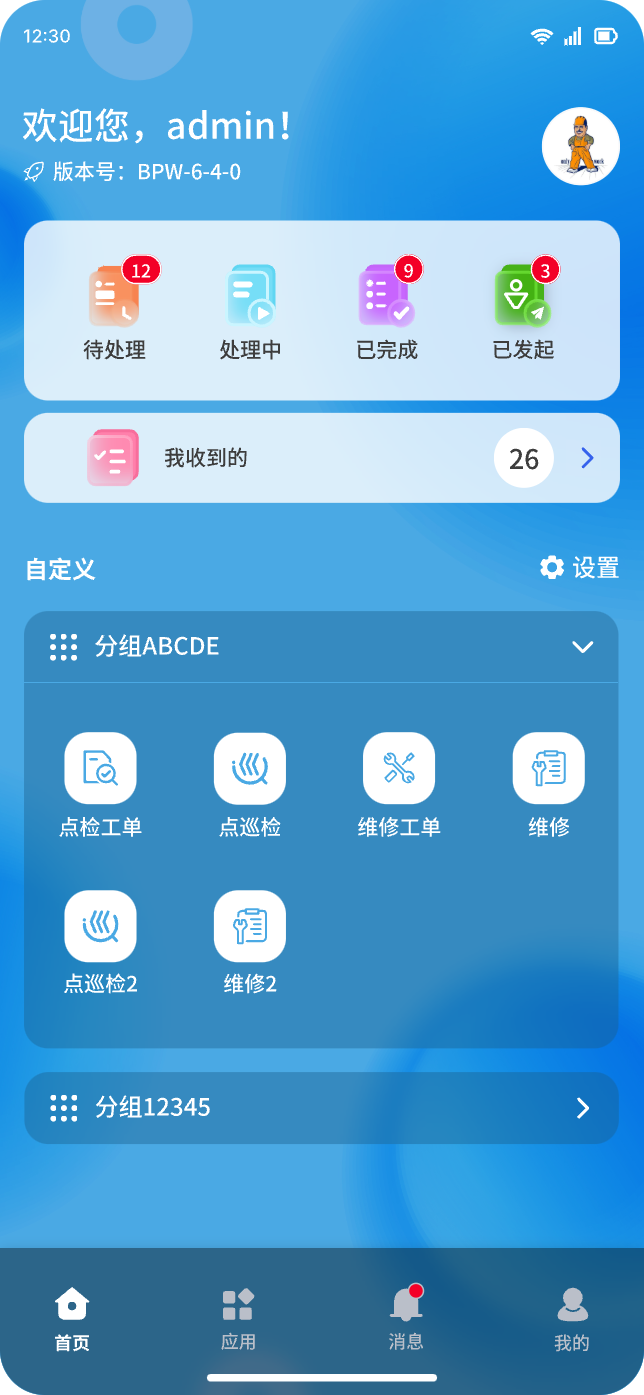 12:30
欢迎您，admin！
版本号：BPW-6-4-0
12
9
3
待处理
处理中
已完成
已发起
我收到的
26
自定义
设置
分组ABCDE
点检工单
点巡检
维修工单
维修
点巡检2
维修2
分组12345
首页
应用
消息
我的